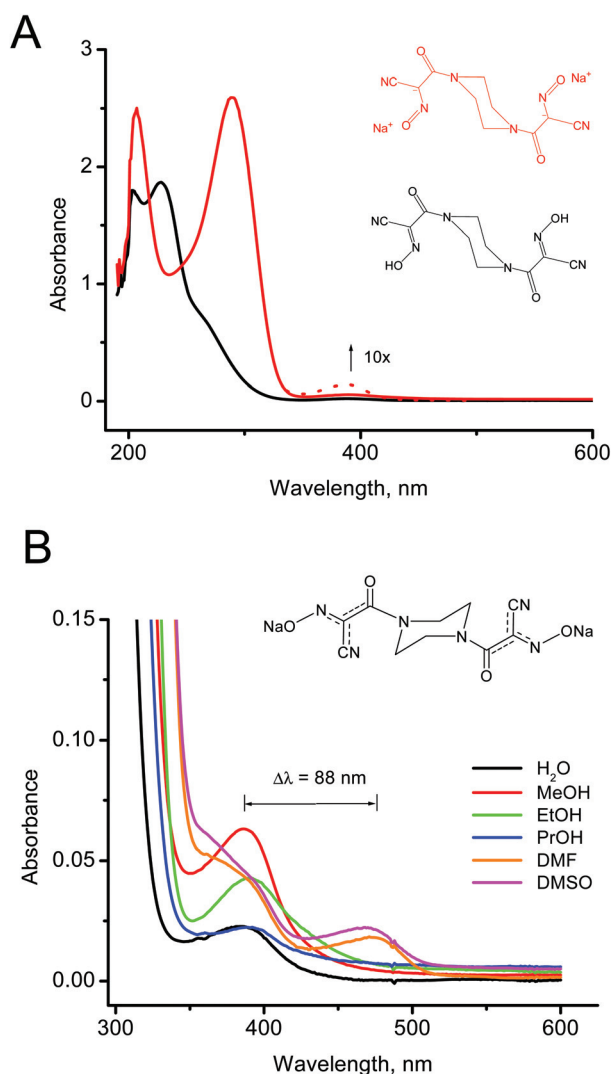 A
3
2
1
0
Absorbance
200
400
600
Wavelength, nm
10x
O
NC
N
N
O
Na⁺
O
N
Na⁺
CN
O
O
NC
N
HO
N
N
OH
N
CN
O
B
0.15
0.10
0.05
0.00
Absorbance
300
400
500
600
Wavelength, nm
Δλ = 88 nm
O
N
NaO
CN
N
N
CN
N
ONa
O
H₂O
MeOH
EtOH
PrOH
DMF
DMSO